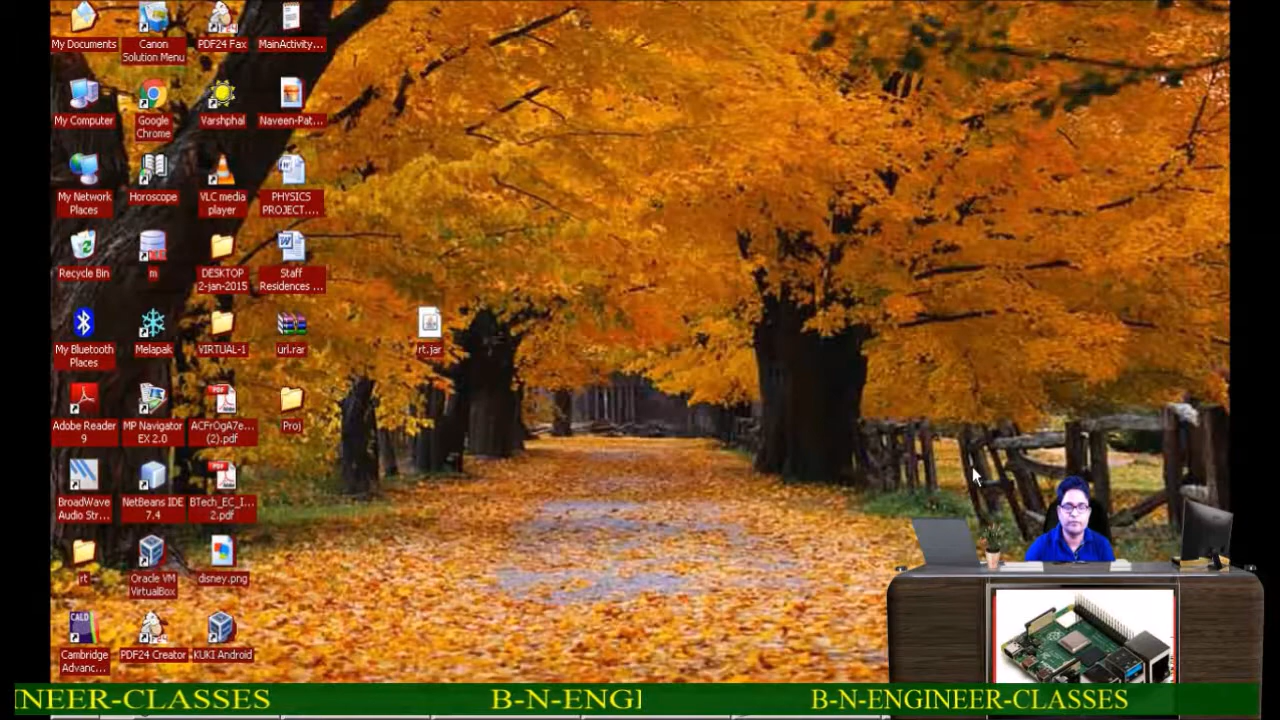 My Documents
Canon
Solution Menu
PDF24 Fax
MainActivity...
My Computer
Google
Chrome
Varshphal
Naveen-Pat...
My Network
Places
Horoscope
VLC media
player
PHYSICS
PROJECT....
Recycle Bin
m
DESKTOP
2-jan-2015
Staff
Residences ...
My Bluetooth
Places
Melapak
VIRTUAL-1
url.rar
rt.jar
Adobe Reader
9
MP Navigator
EX 2.0
PDF
ACFrOgA7e...
(2).pdf
Proj
BroadWave
Audio Str...
NetBeans IDE
7.4
PDF
BTech_EC_I...
2.pdf
rt
Oracle VM
VirtualBox
disney.png
CALD
Cambridge
Advanc...
PDF24 Creator
KUKI Android
INEER-CLASSES
B-N-ENGI
B-N-ENGINEER-CLASSES